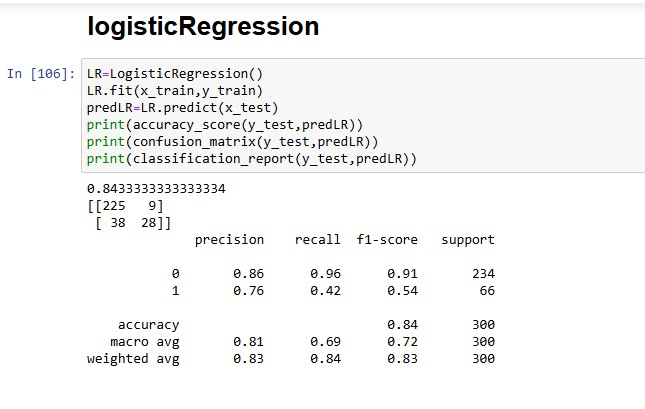 logisticRegression
In [106]: LR=LogisticRegression()
LR.fit(x_train,y_train)
predLR=LR.predict(x_test)
print(accuracy_score(y_test,predLR))
print(confusion_matrix(y_test,predLR))
print(classification_report(y_test,predLR))
0.8433333333333334
[[225   9]
 [ 38  28]]
              precision    recall  f1-score   support

           0       0.86      0.96      0.91       234
           1       0.76      0.42      0.54        66

    accuracy                           0.84       300
   macro avg       0.81      0.69      0.72       300
weighted avg       0.83      0.84      0.83       300